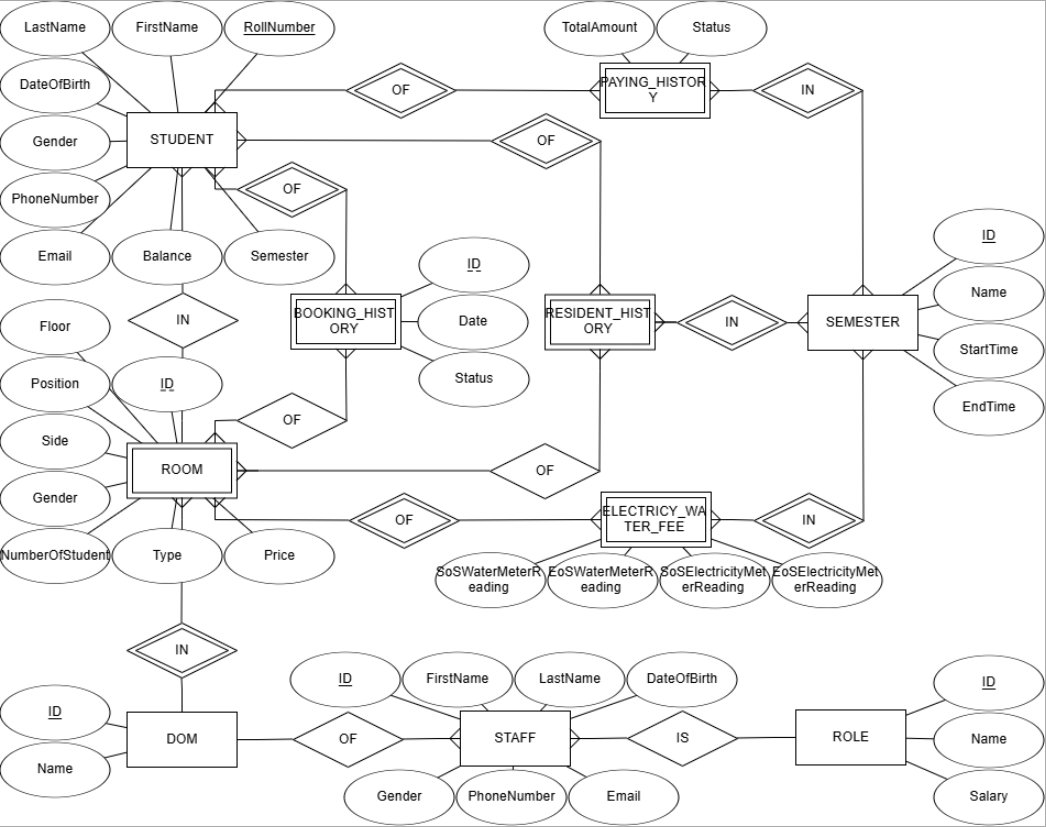 LastName
FirstName
RollNumber
TotalAmount
Status
DateOfBirth
OF
PAYING_HISTOR
Y
IN
Gender
STUDENT
OF
PhoneNumber
OF
Email
Balance
Semester
ID
ID
Floor
IN
BOOKING_HIST
ORY
Date
RESIDENT_HIST
ORY
IN
SEMESTER
Name
StartTime
Position
ID
Status
EndTime
Side
OF
ROOM
OF
Gender
OF
ELECTRICY_WA
TER_FEE
IN
NumberOfStudent
Type
Price
SoSWaterMeterR
eading
EoSWaterMeterR
eading
SoSElectricityMet
erReading
EoSElectricityMet
erReading
IN
ID
FirstName
LastName
DateOfBirth
ID
ID
DOM
OF
STAFF
IS
ROLE
Name
Name
Gender
PhoneNumber
Email
Salary